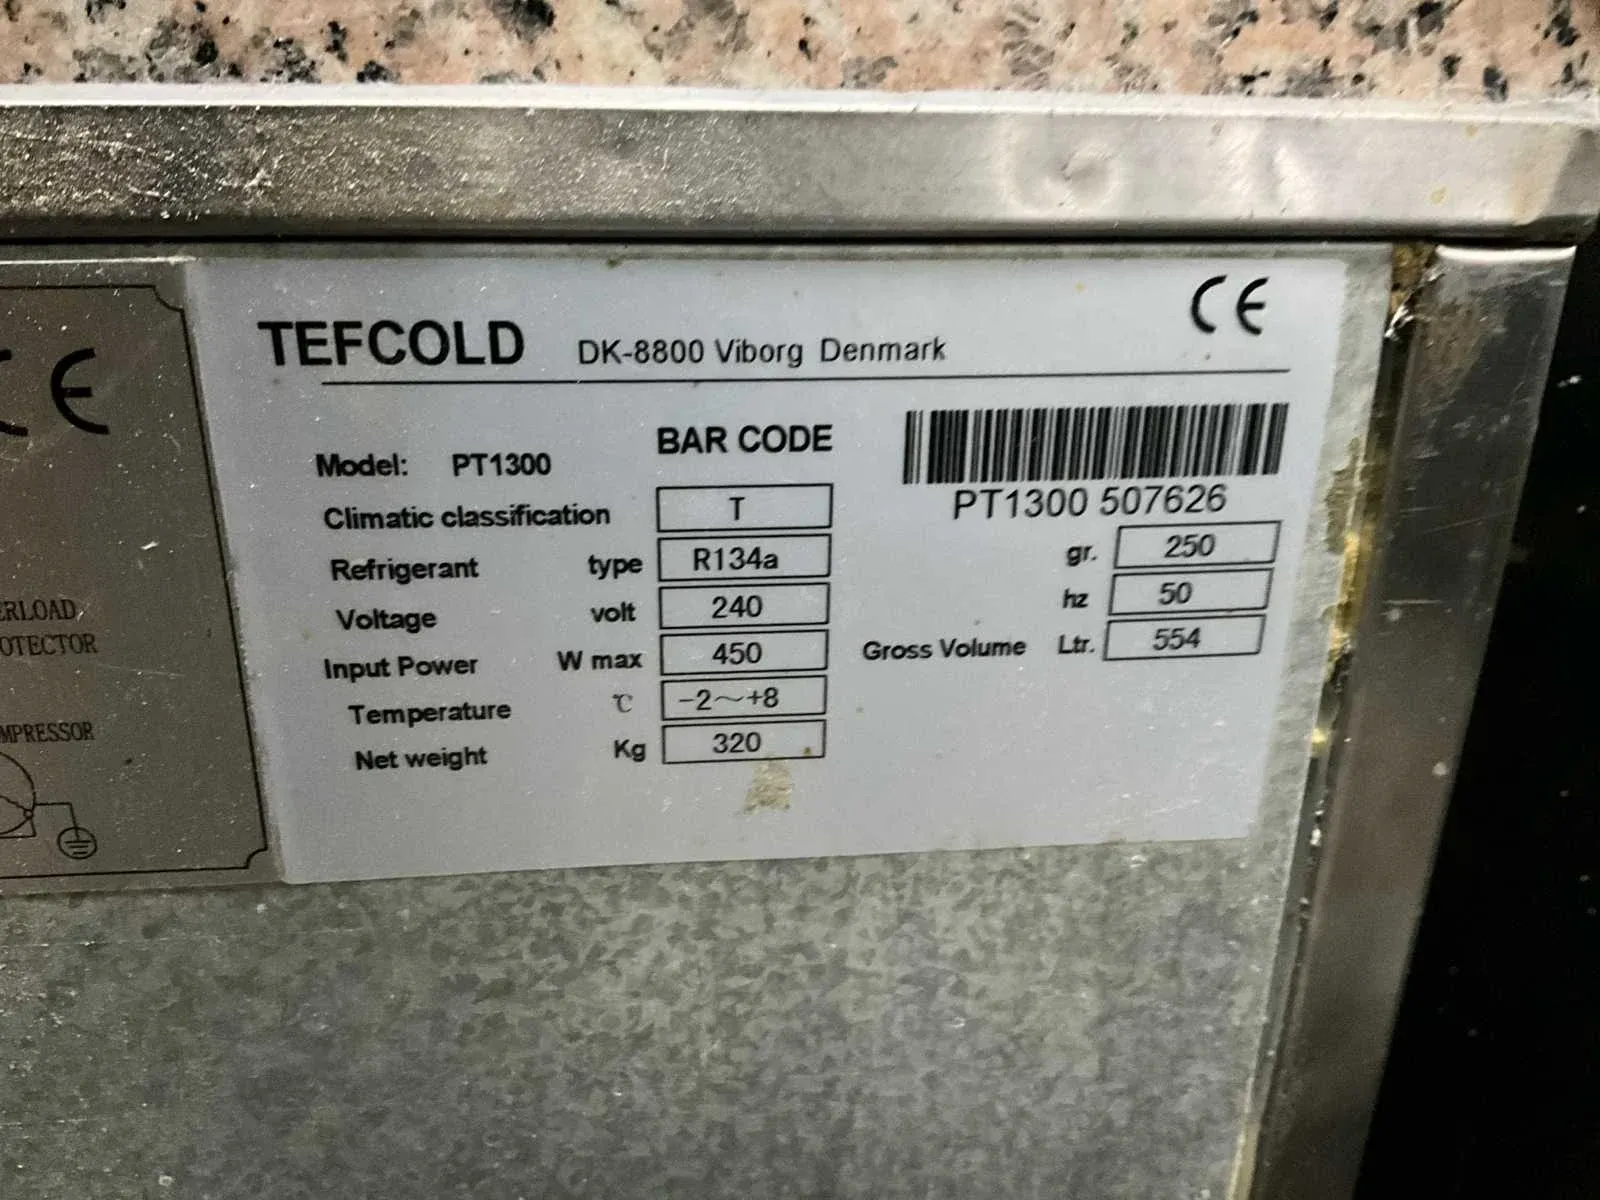 TEFCOLD DK-8800 Viborg Denmark CE
BAR CODE
Model: PT1300
PT1300 507626
Climatic classification T
Refrigerant type R134a gr. 250
Voltage volt 240 hz 50
Input Power W max 450 Gross Volume Ltr. 554
Temperature ℃ -2～+8
Net weight Kg 320
CE
ERLOAD
OTECTOR
MPRESSOR